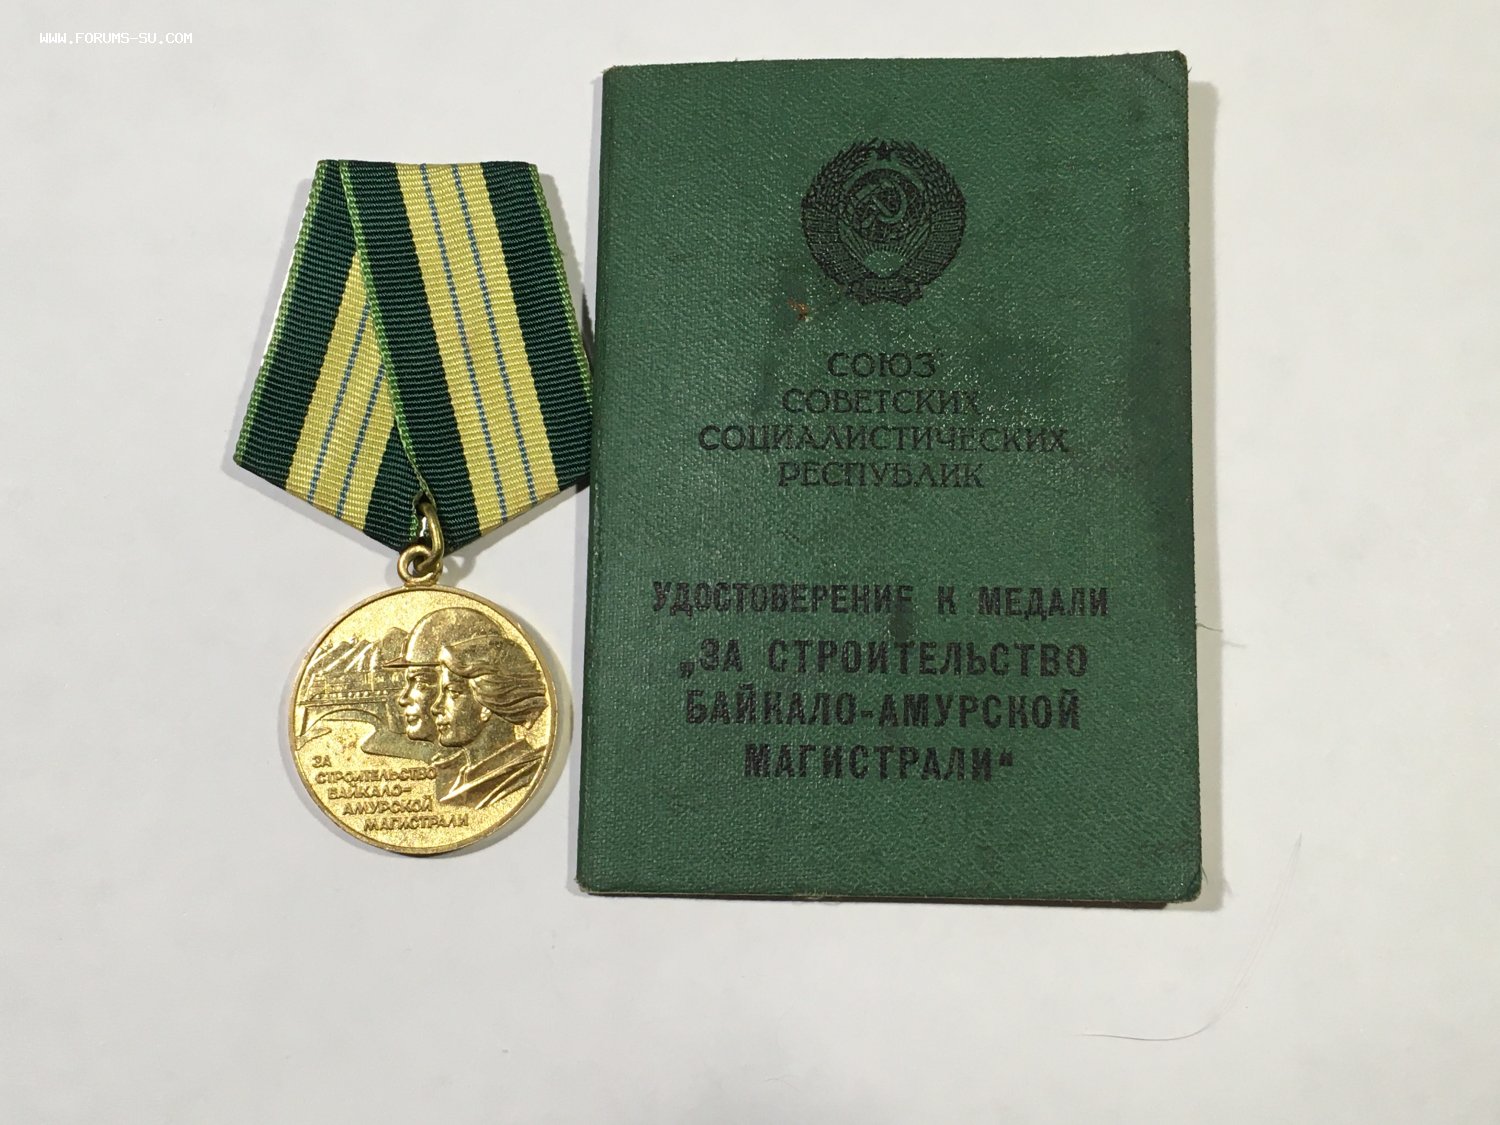 WWW.FORUMS-SU.COM
СОЮЗ
СОВЕТСКИХ
СОЦИАЛИСТИЧЕСКИХ
РЕСПУБЛИК
УДОСТОВЕРЕНИЕ К МЕДАЛИ
„ЗА СТРОИТЕЛЬСТВО
БАЙКАЛО-АМУРСКОЙ
МАГИСТРАЛИ“
ЗА
СТРОИТЕЛЬСТВО
БАЙКАЛО-
АМУРСКОЙ
МАГИСТРАЛИ